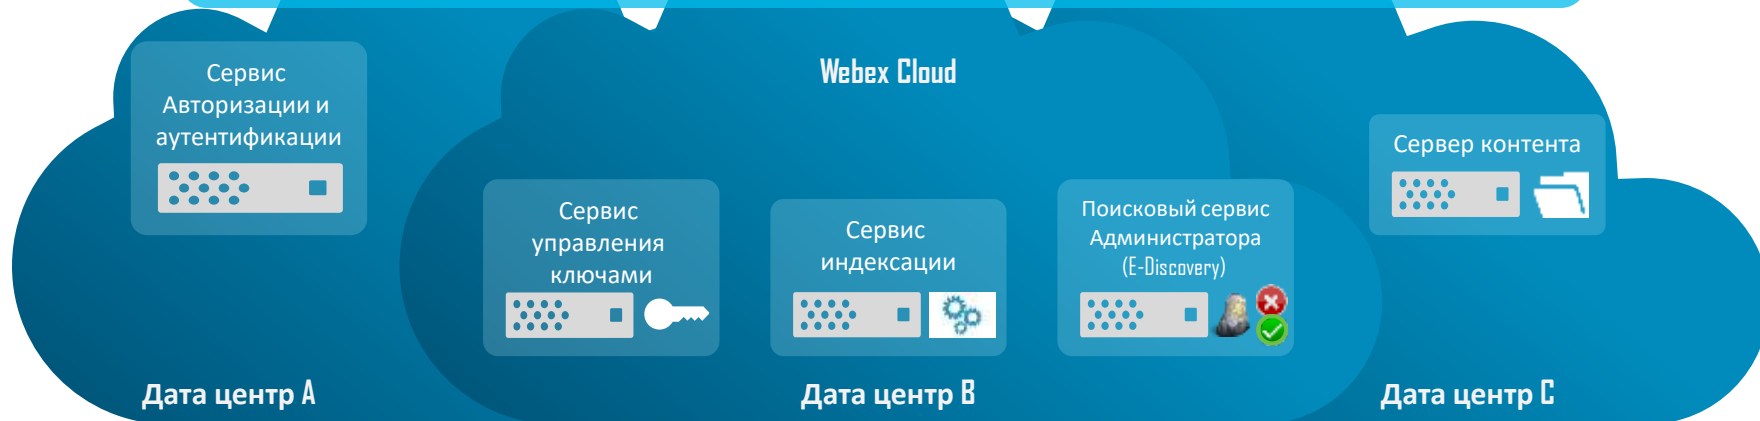 Webex Cloud
Сервис
Авторизации и
аутентификации
Сервис
управления
ключами
Сервис
индексации
Поисковый сервис
Администратора
(E-Discovery)
Сервер контента
Дата центр A
Дата центр B
Дата центр C